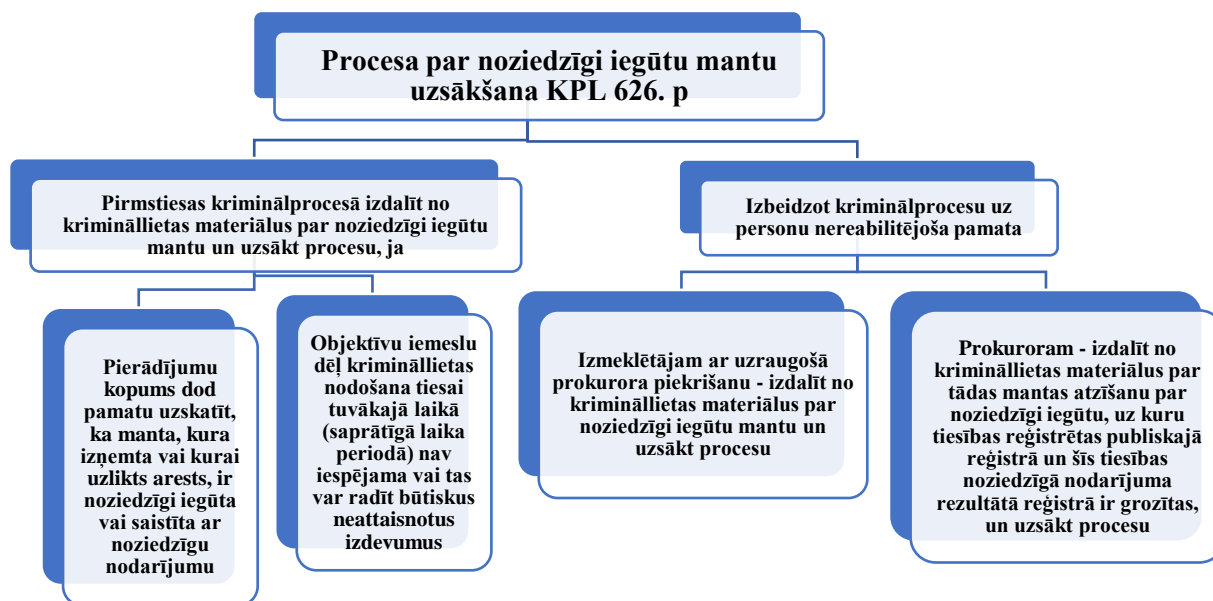 Procesa par noziedzīgi iegūtu mantu
uzsākšana KPL 626. p
Pirmstiesas kriminālprocesā izdalīt no
krimināllietas materiālus par noziedzīgi iegūtu
mantu un uzsākt procesu, ja
Izbeidzot kriminālprocesu uz
personu nereabilitējoša pamata
Pierādījumu
kopums dod
pamatu uzskatīt,
ka manta, kura
izņemta vai kurai
uzlikts arests, ir
noziedzīgi iegūta
vai saistīta ar
noziedzīgu
nodarījumu
Objektīvu iemeslu
dēļ krimināllietas
nodošana tiesai
tuvākajā laikā
(saprātīgā laika
periodā) nav
iespējama vai tas
var radīt būtiskus
neattaisnotus
izdevumus
Izmeklētājam ar uzraugošā
prokurora piekrišanu - izdalīt no
krimināllietas materiālus par
noziedzīgi iegūtu mantu un
uzsākt procesu
Prokuroram - izdalīt no
krimināllietas materiālus par
tādas mantas atzīšanu par
noziedzīgi iegūtu, uz kuru
tiesības reģistrētas publiskajā
reģistrā un šīs tiesības
noziedzīgā nodarījuma
rezultātā reģistrā ir grozītas,
un uzsākt procesu